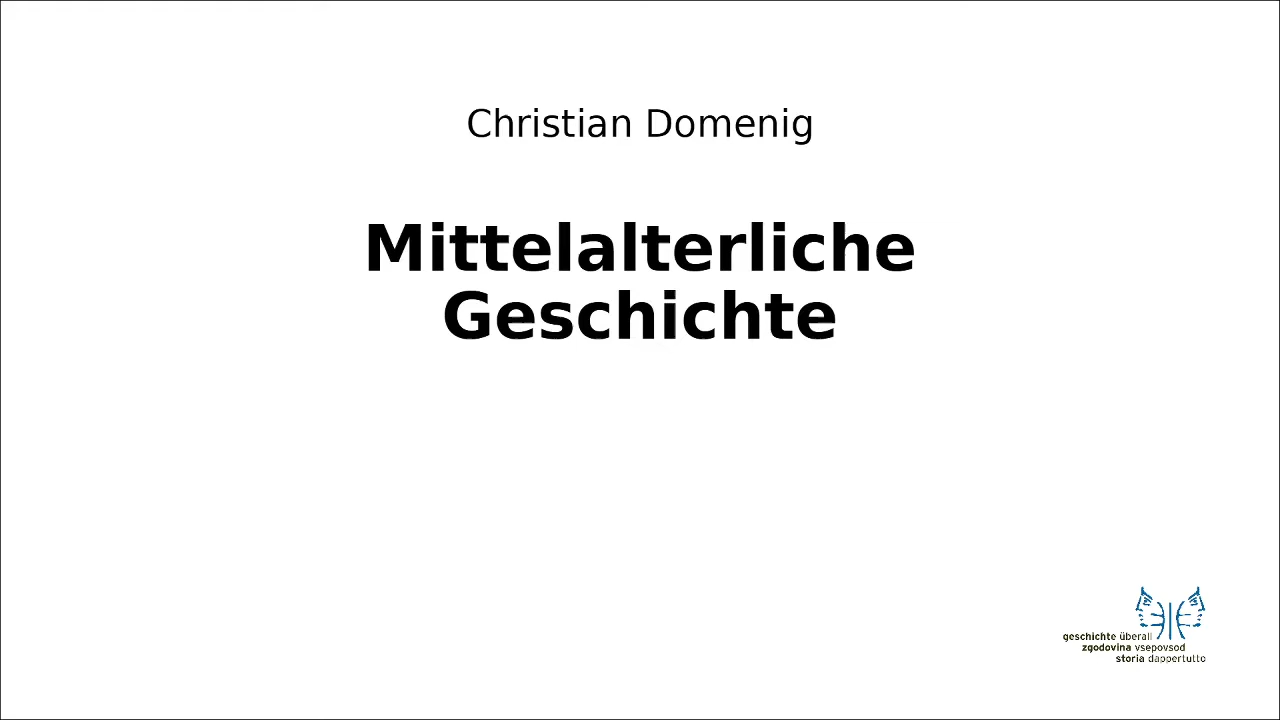 Christian Domenig
Mittelalterliche
Geschichte
geschichte überall
zgodovina vsepovsod
storia dappertutto